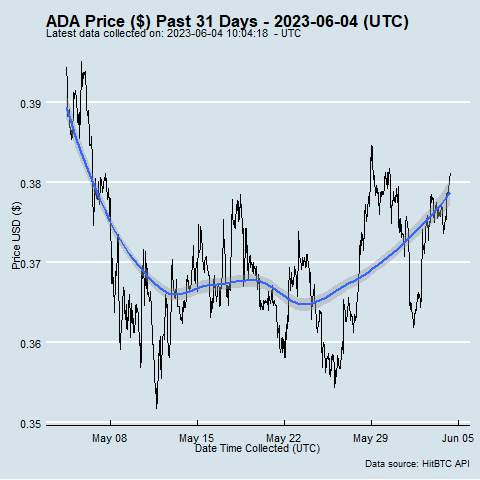 ADA Price ($) Past 31 Days - 2023-06-04 (UTC)
Latest data collected on: 2023-06-04 10:04:18  - UTC
Price USD ($)
0.39
0.38
0.37
0.36
0.35
May 08
May 15
May 22
May 29
Jun 05
Date Time Collected (UTC)
Data source: HitBTC API